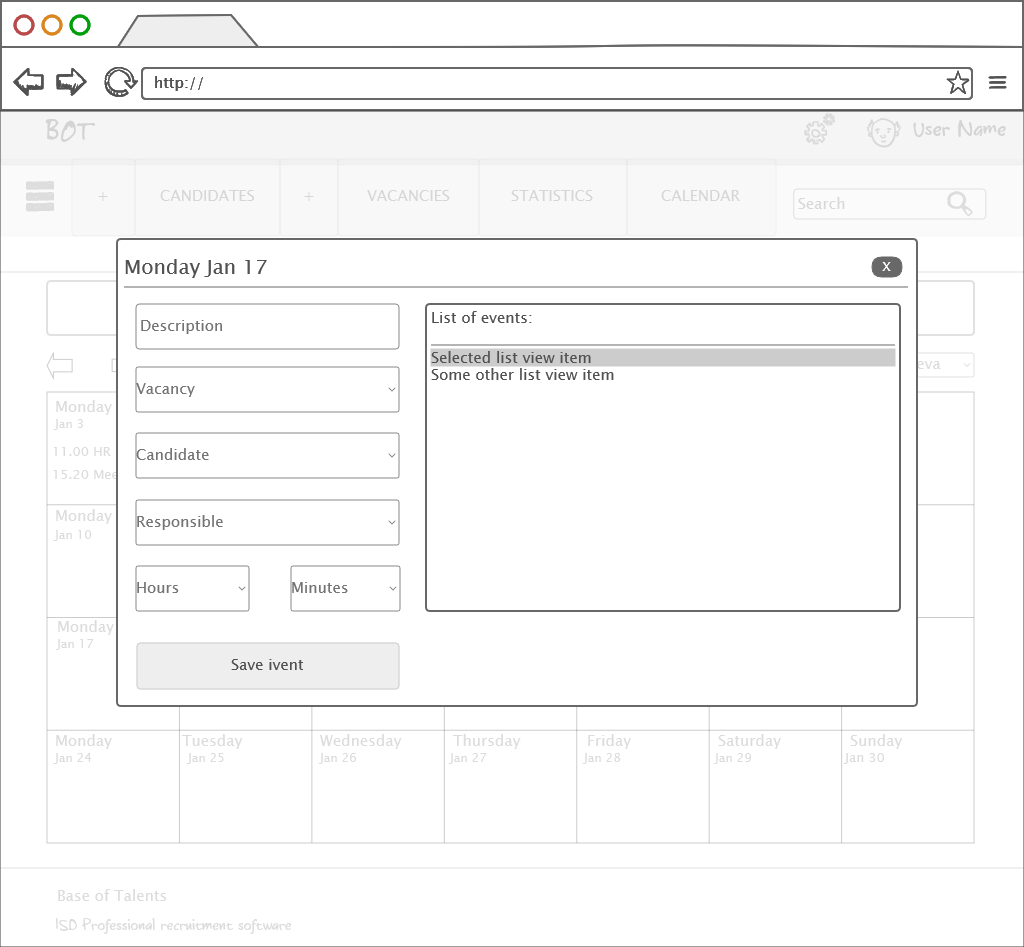 http://
BOT
User Name
+
CANDIDATES
+
VACANCIES
STATISTICS
CALENDAR
Search
Monday Jan 17
X
Description
Vacancy
Candidate
Responsible
Hours
Minutes
Save ivent
List of events:
Selected list view item
Some other list view item
Monday
Jan 3
11.00 HR
15.20
Monday
Jan 10
Monday
Jan 17
Monday
Jan 24
Tuesday
Jan 25
Wednesday
Jan 26
Thursday
Jan 27
Friday
Jan 28
Saturday
Jan 29
Sunday
Jan 30
Base of Talents
ISD Professional recruitment software